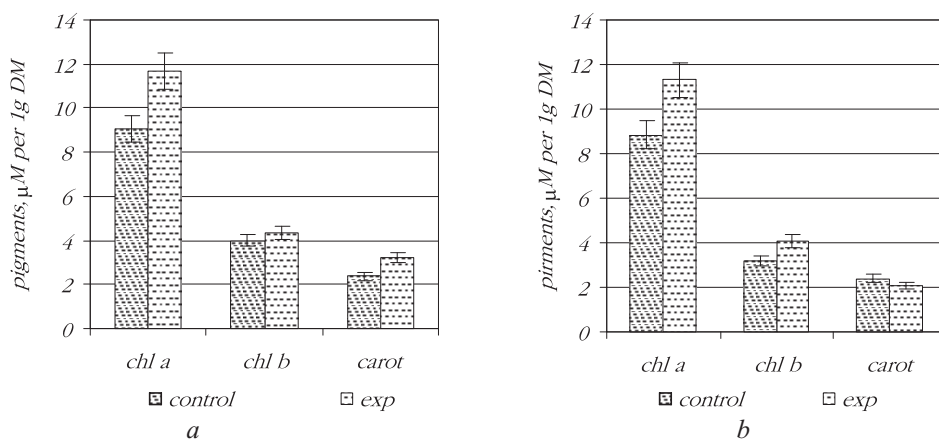 pigments, μM per 1g DM
14
12
10
8
6
4
2
0
chl a
chl b
carot
control
exp
a
pirments, μM per 1g DM
14
12
10
8
6
4
2
0
chl a
chl b
carot
control
exp
b